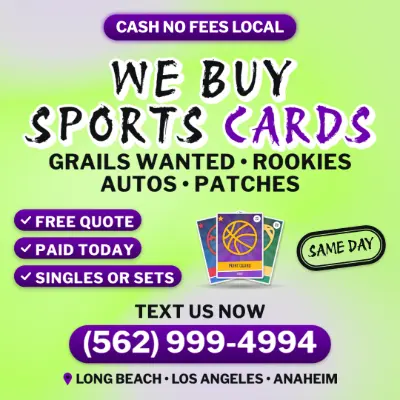 CASH NO FEES LOCAL
WE BUY
SPORTS CARDS
GRAILS WANTED • ROOKIES
AUTOS • PATCHES
FREE QUOTE
PAID TODAY
SINGLES OR SETS
SAME DAY
TEXT US NOW
(562) 999-4994
LONG BEACH • LOS ANGELES • ANAHEIM